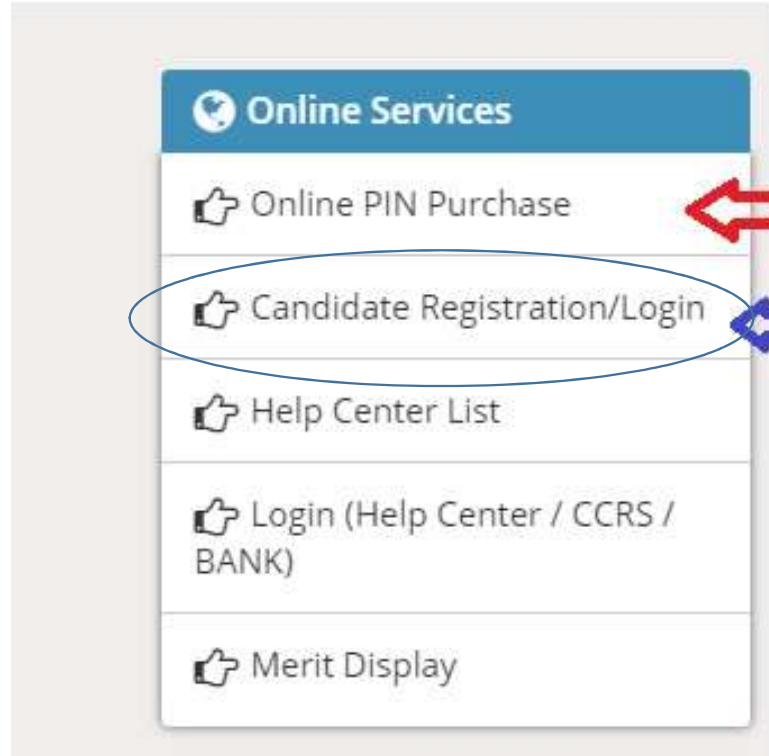 Online Services
Online PIN Purchase
Candidate Registration/Login
Help Center List
Login (Help Center / CCRS /
BANK)
Merit Display